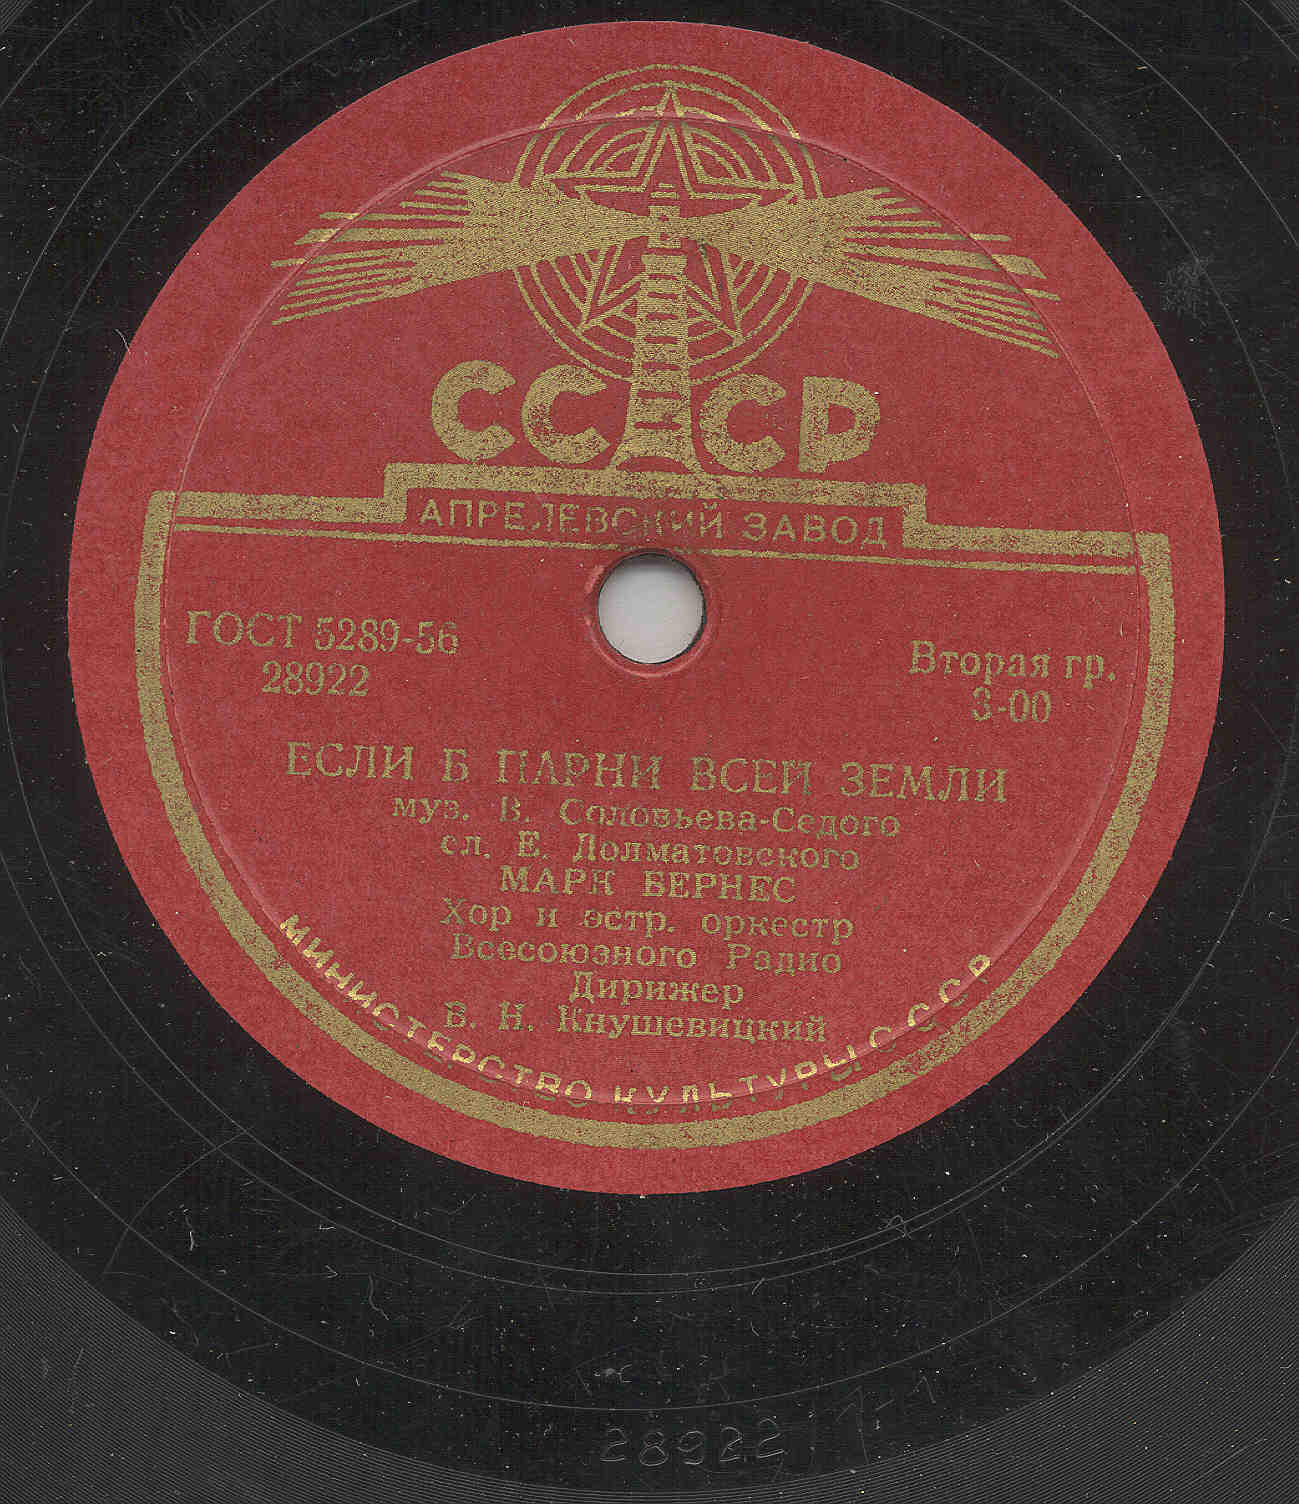 СССР
АПРЕЛЕВСКИЙ ЗАВОД
ГОСТ 5289-56
28922
Вторая гр.
3-00
ЕСЛИ Б ПАРНИ ВСЕЙ ЗЕМЛИ
муз. В. Соловьева-Седого
сл. Е. Долматовского
МАРК БЕРНЕС
Хор и эстр. оркестр
Всесоюзного Радио
Дирижер
В. Н. Кнушевицкий
МИНИСТЕРСТВО КУЛЬТУРЫ СССР
28922